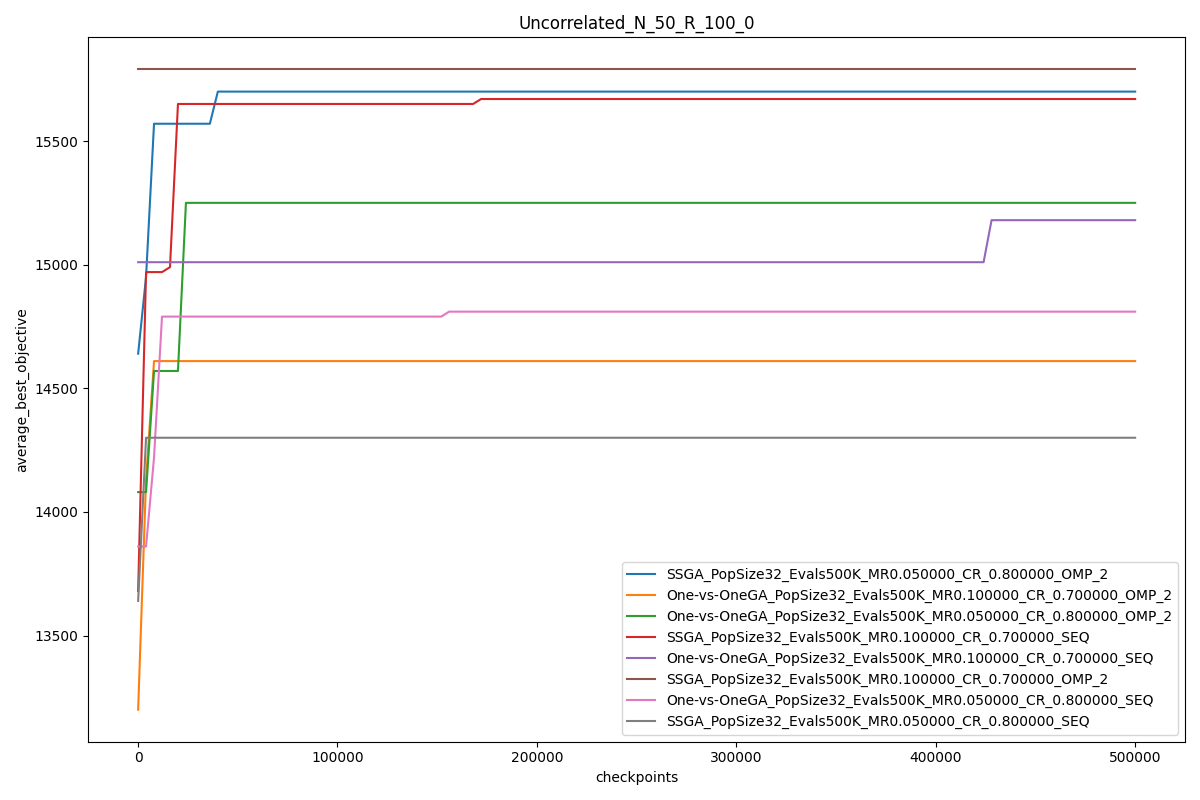 Uncorrelated_N_50_R_100_0
average_best_objective
15500
15000
14500
14000
13500
0
100000
200000
300000
400000
500000
checkpoints
SSGA_PopSize32_Evals500K_MR0.050000_CR_0.800000_OMP_2
One-vs-OneGA_PopSize32_Evals500K_MR0.100000_CR_0.700000_OMP_2
One-vs-OneGA_PopSize32_Evals500K_MR0.050000_CR_0.800000_OMP_2
SSGA_PopSize32_Evals500K_MR0.100000_CR_0.700000_SEQ
One-vs-OneGA_PopSize32_Evals500K_MR0.100000_CR_0.700000_SEQ
SSGA_PopSize32_Evals500K_MR0.100000_CR_0.700000_OMP_2
One-vs-OneGA_PopSize32_Evals500K_MR0.050000_CR_0.800000_SEQ
SSGA_PopSize32_Evals500K_MR0.050000_CR_0.800000_SEQ